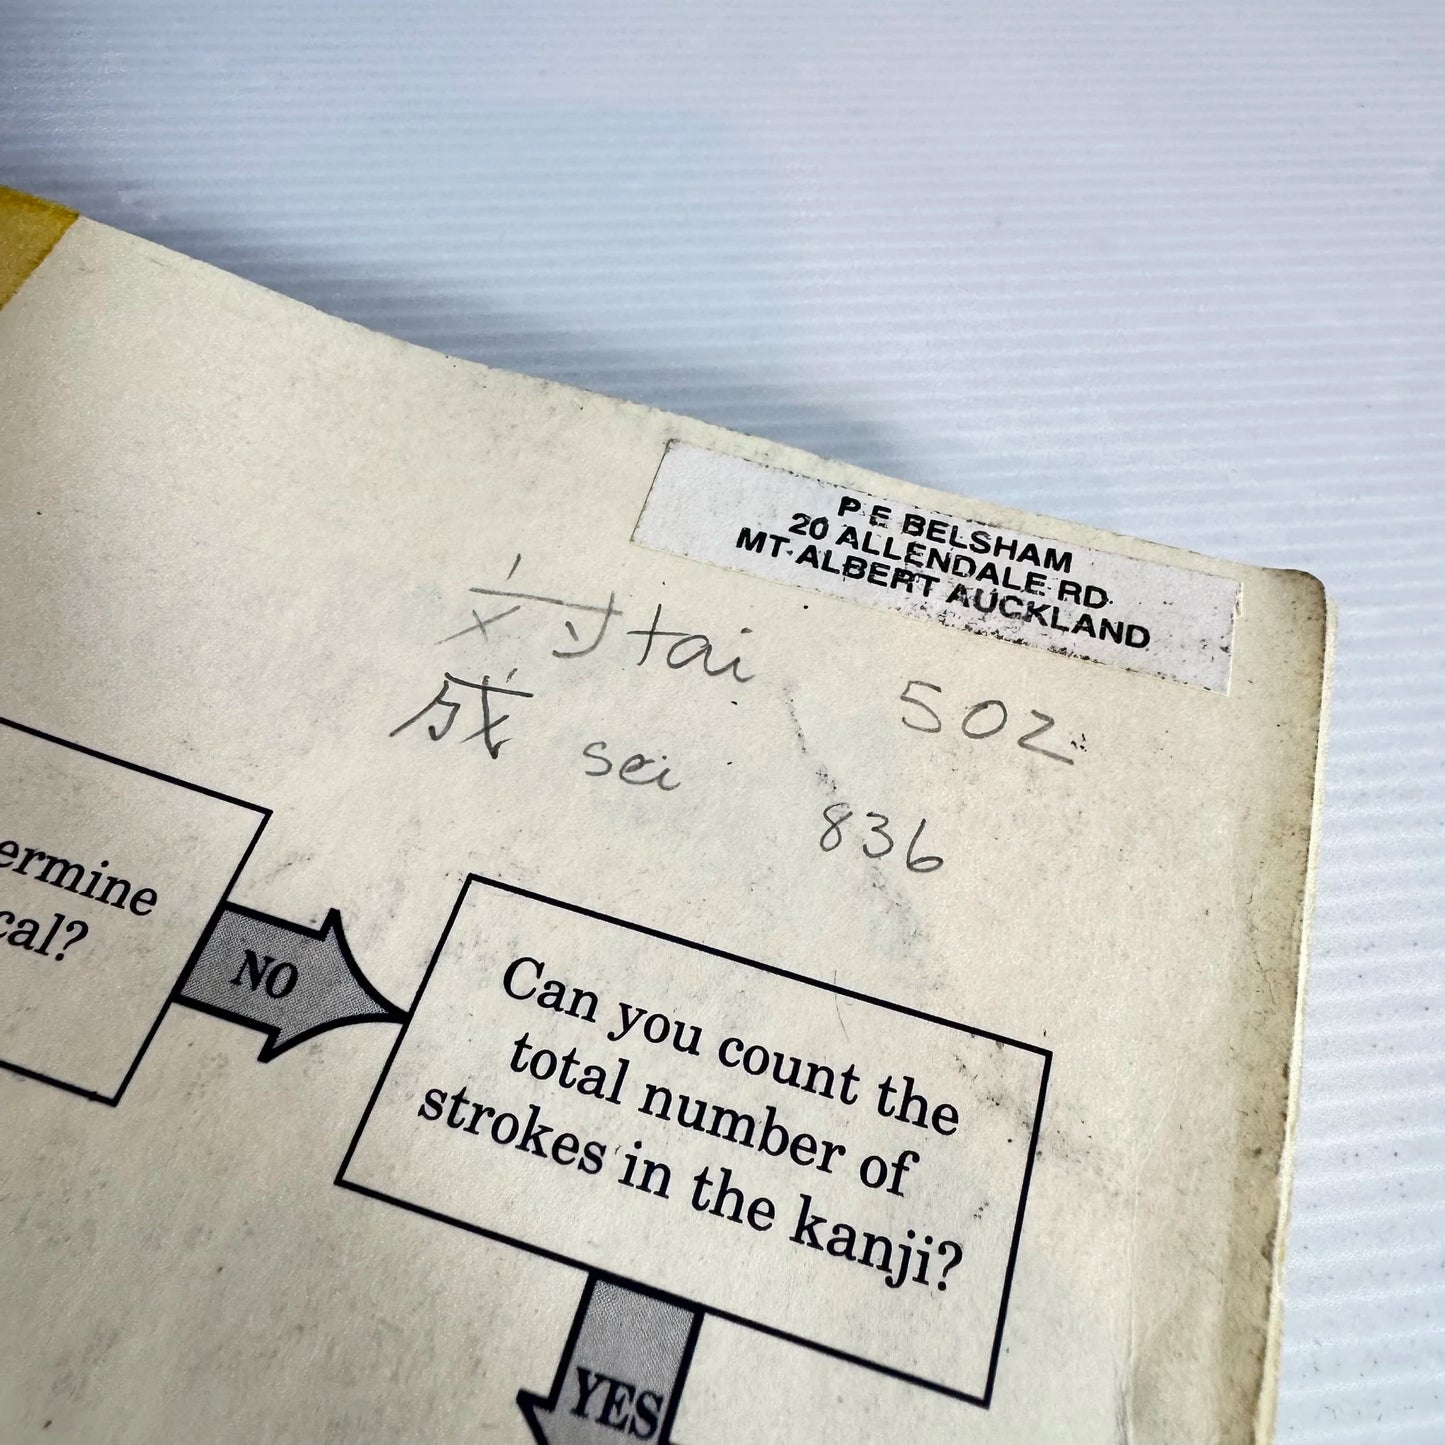 P E BELSHAM
20 ALLENDALE RD.
MT. ALBERT AUCKLAND
対 tai 502
成 sei 836
ermine
cal?
NO
Can you count the
total number of
strokes in the kanji?
YES